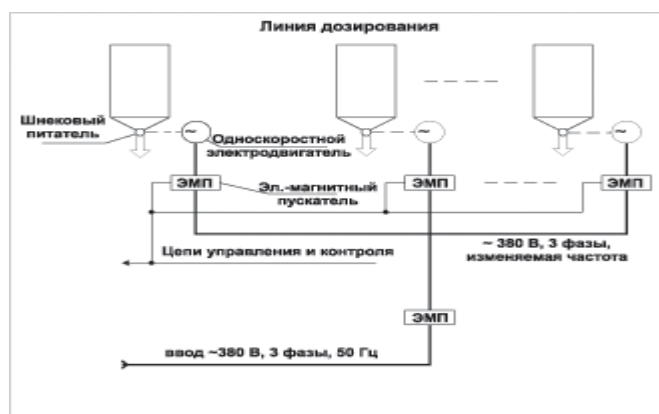 Линия дозирования
Шнековый
питатель
~
~
~
Односкоростной
электродвигатель
ЭМП
Эл.-магнитный
пускатель
ЭМП
ЭМП
Цепи управления и контроля
~ 380 В, 3 фазы,
изменяемая частота
ЭМП
ввод ~380 В, 3 фазы, 50 Гц